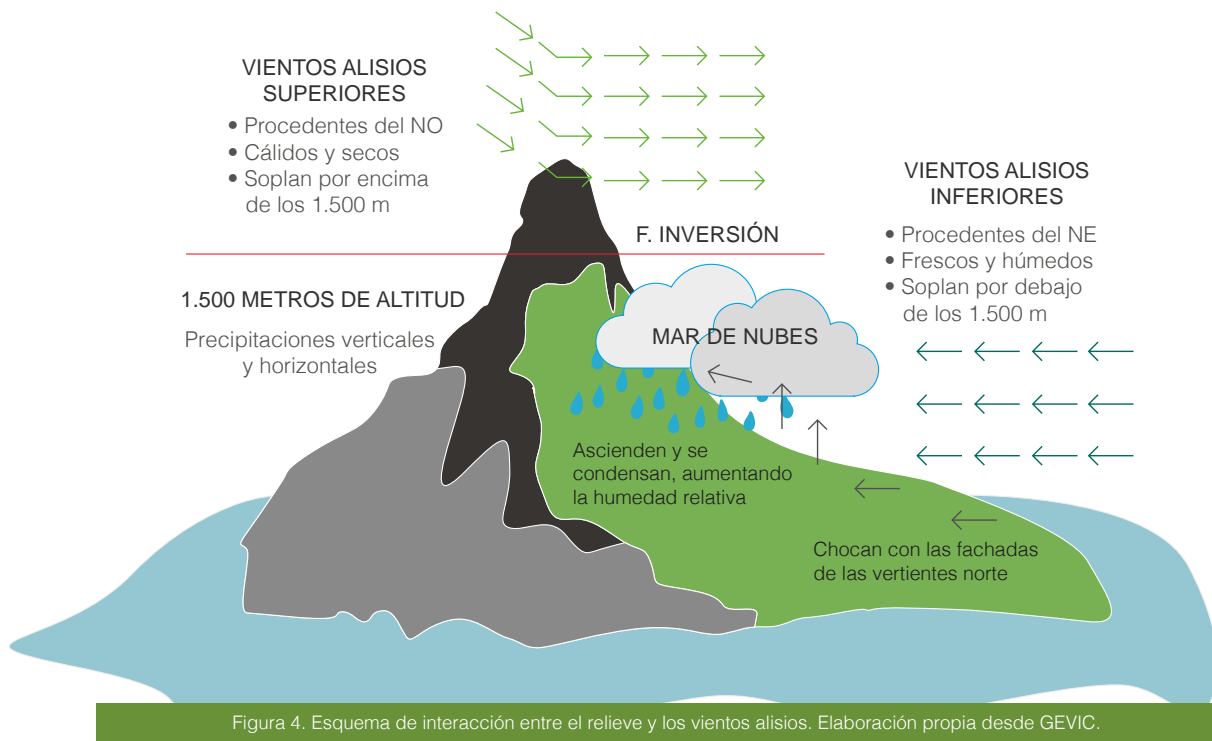 VIENTOS ALISIOS
SUPERIORES
• Procedentes del NO
• Cálidos y secos
• Soplan por encima
de los 1.500 m
VIENTOS ALISIOS
INFERIORES
• Procedentes del NE
• Frescos y húmedos
• Soplan por debajo
de los 1.500 m
F. INVERSIÓN
1.500 METROS DE ALTITUD
Precipitaciones verticales
y horizontales
MAR DE NUBES
Ascienden y se
condensan, aumentando
la humedad relativa
Chocan con las fachadas
de las vertientes norte
Figura 4. Esquema de interacción entre el relieve y los vientos alisios. Elaboración propia desde GEVIC.